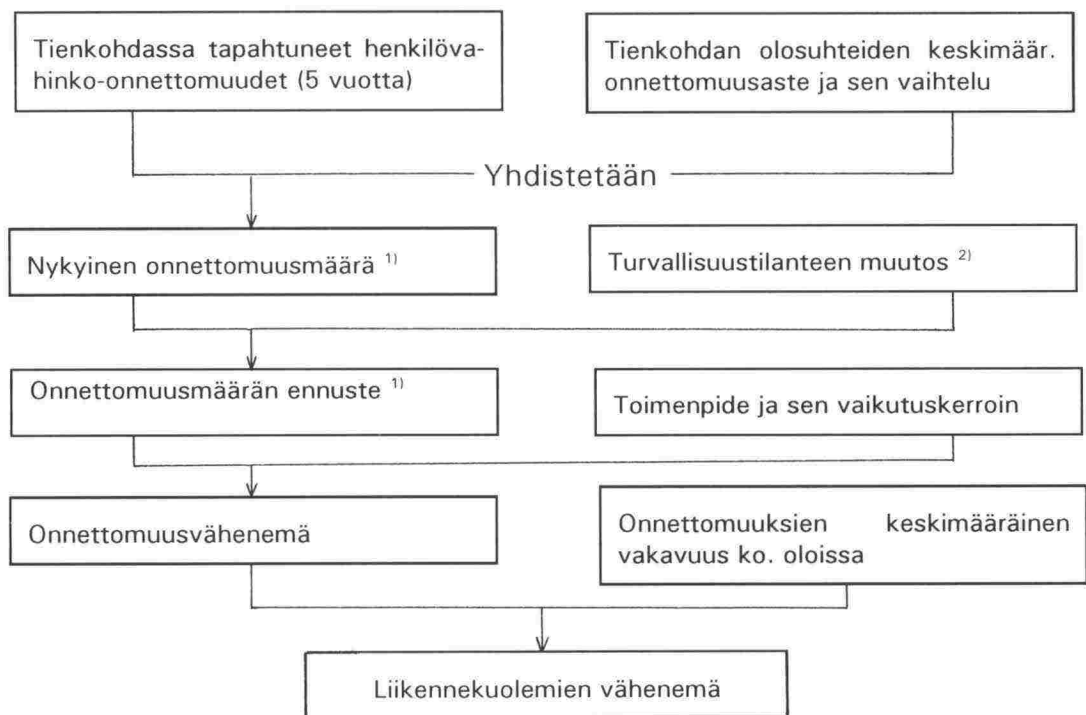 Tienkohdassa tapahtuneet henkilöva-
hinko-onnettomuudet (5 vuotta)
Tienkohdan olosuhteiden keskimäär.
onnettomuusaste ja sen vaihtelu
Yhdistetään
Nykyinen onnettomuusmäärä 1)
Turvallisuustilanteen muutos 2)
Onnettomuusmäärän ennuste 1)
Toimenpide ja sen vaikutuskerroin
Onnettomuusvähenemä
Onnettomuuksien keskimääräinen
vakavuus ko. oloissa
Liikennekuolemien vähenemä